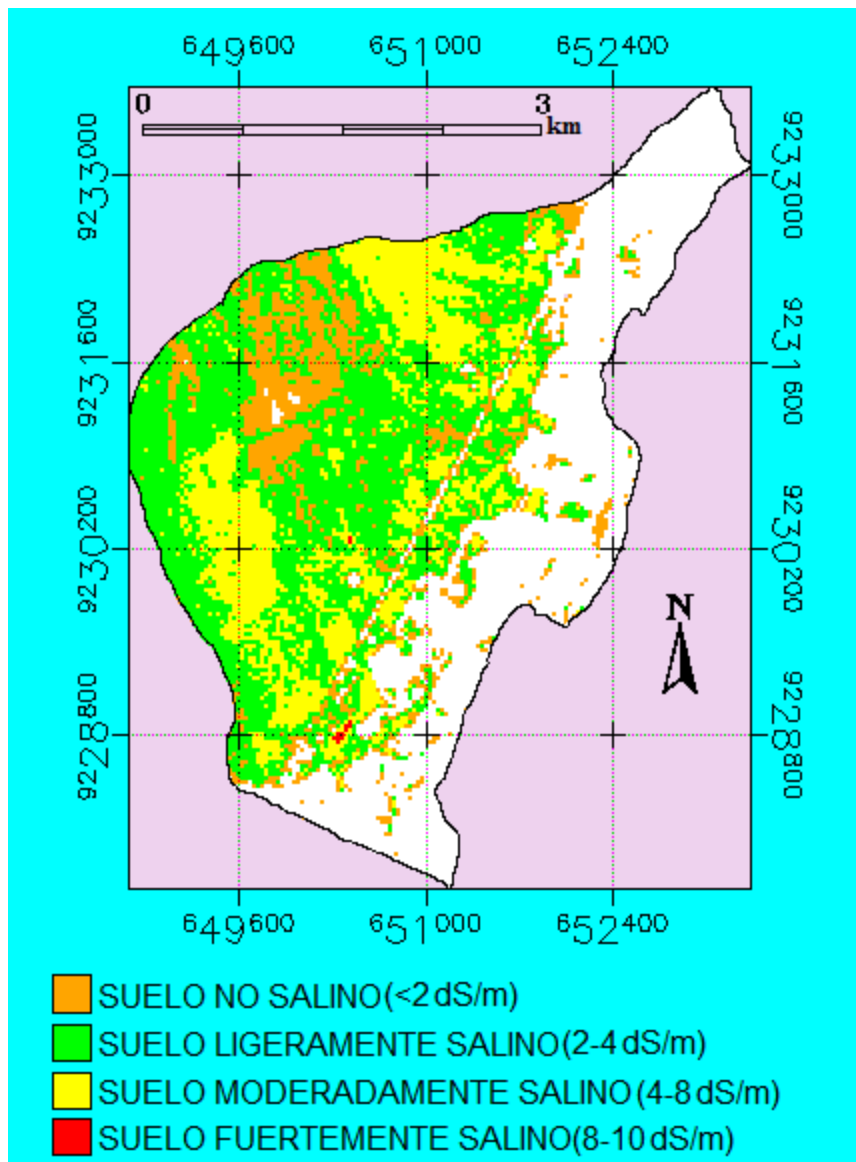 649600 651000 652400
0 3
km
9233000 9233000
9231600 9231600
9230200 9230200
N
9228800 9228800
649600 651000 652400
SUELO NO SALINO(<2 dS/m)
SUELO LIGERAMENTE SALINO(2-4 dS/m)
SUELO MODERADAMENTE SALINO(4-8 dS/m)
SUELO FUERTEMENTE SALINO(8-10 dS/m)